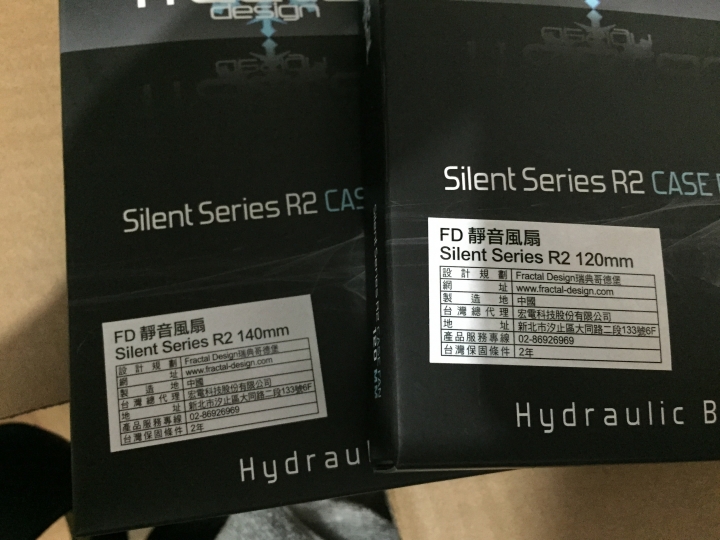 design
Silent Series R2 CAS
FD 靜音風扇
Silent Series R2 140mm
設計規劃 Fractal Design瑞典哥德堡
網址 www.fractal-design.com
製造地 中國
台灣總代理 宏電科技股份有限公司
地址 新北市汐止區大同路二段133號6F
產品服務專線 02-86926969
台灣保固條件 2年
Hydraul
Silent Series R2 CASE
FD 靜音風扇
Silent Series R2 120mm
設計規劃 Fractal Design瑞典哥德堡
網址 www.fractal-design.com
製造地 中國
台灣總代理 宏電科技股份有限公司
地址 新北市汐止區大同路二段133號6F
產品服務專線 02-86926969
台灣保固條件 2年
Hydraulic B